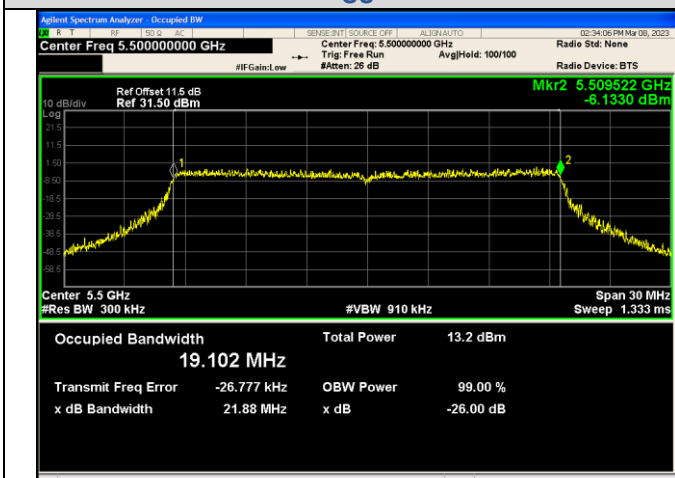 Agilent Spectrum Analyzer - Occupied BW
R T RF 50 Ω AC SENSE:INT SOURCE OFF ALIGN AUTO 02:34:06 PM Mar 08, 2023
Center Freq 5.500000000 GHz Center Freq: 5.500000000 GHz Radio Std: None
Trig: Free Run Avg|Hold: 100/100
#IFGain:Low #Atten: 26 dB Radio Device: BTS
Ref Offset 11.5 dB Mkr2 5.509522 GHz
10 dB/div Ref 31.50 dBm -6.1330 dBm
Log
21.5
11.5
1.50
-8.50
-18.5
-28.5
-38.5
-48.5
-58.5
1
2
Center 5.5 GHz Span 30 MHz
#Res BW 300 kHz #VBW 910 kHz Sweep 1.333 ms
Occupied Bandwidth Total Power 13.2 dBm
19.102 MHz
Transmit Freq Error -26.777 kHz OBW Power 99.00 %
x dB Bandwidth 21.88 MHz x dB -26.00 dB